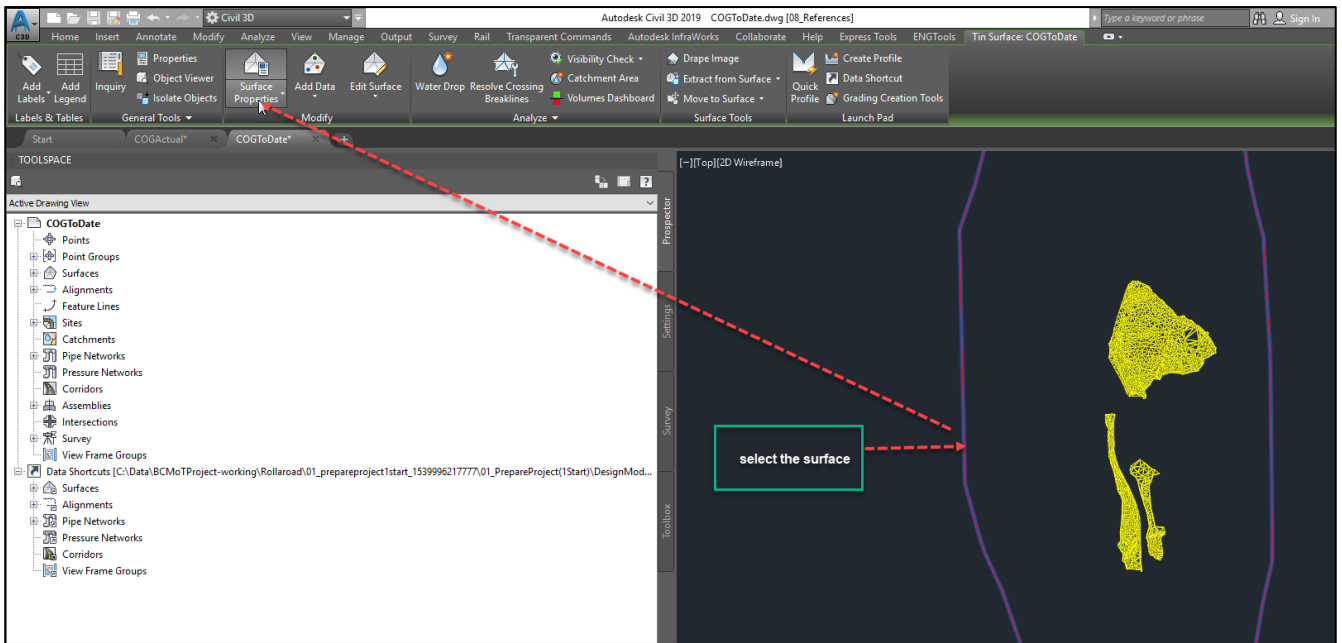 Civil 3D
Autodesk Civil 3D 2019 COGToDate.dwg [08_References]
Type a keyword or phrase
Sign In
C3D
Home Insert Annotate Modify Analyze View Manage Output Survey Rail Transparent Commands Autodesk InfraWorks Collaborate Help Express Tools ENGTools Tin Surface: COGToDate
Add Labels
Add Legend
Inquiry
Properties
Object Viewer
Isolate Objects
Surface Properties
Add Data
Edit Surface
Water Drop
Resolve Crossing Breaklines
Visibility Check
Catchment Area
Volumes Dashboard
Drape Image
Extract from Surface
Move to Surface
Quick Profile
Create Profile
Data Shortcut
Grading Creation Tools
Labels & Tables
General Tools
Modify
Analyze
Surface Tools
Launch Pad
Start COGActual* COGToDate*
TOOLSPACE
Active Drawing View
COGToDate
Points
Point Groups
Surfaces
Alignments
Feature Lines
Sites
Catchments
Pipe Networks
Pressure Networks
Corridors
Assemblies
Intersections
Survey
View Frame Groups
Data Shortcuts [C:\Data\BCMoTProject-working\Rollaroad\01_prepareproject1start_1539996217777\01_PrepareProject(1Start)\DesignMod...
Surfaces
Alignments
Pipe Networks
Pressure Networks
Corridors
View Frame Groups
Prospector
Settings
Survey
Toolbox
[−][Top][2D Wireframe]
select the surface